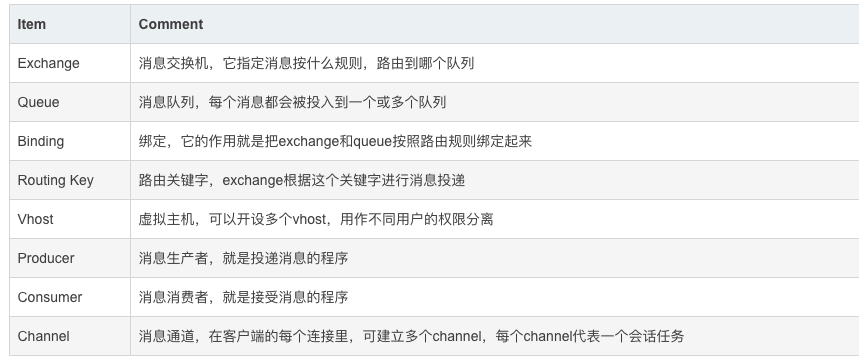 Item Comment
Exchange 消息交换机，它指定消息按什么规则，路由到哪个队列
Queue 消息队列，每个消息都会被投入到一个或多个队列
Binding 绑定，它的作用就是把exchange和queue按照路由规则绑定起来
Routing Key 路由关键字，exchange根据这个关键字进行消息投递
Vhost 虚拟主机，可以开设多个vhost，用作不同用户的权限分离
Producer 消息生产者，就是投递消息的程序
Consumer 消息消费者，就是接受消息的程序
Channel 消息通道，在客户端的每个连接里，可建立多个channel，每个channel代表一个会话任务